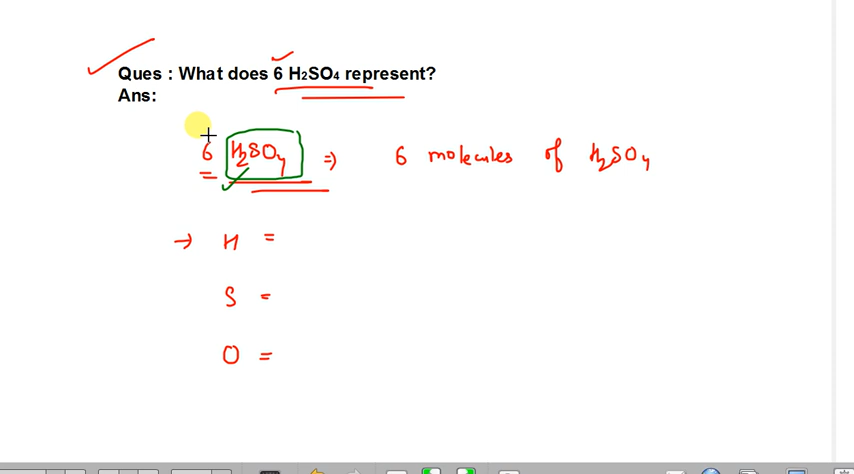 Ques : What does 6 H2SO4 represent?
Ans:
6 H2SO4 ⇒ 6 molecules of H2SO4
→ H =
S =
O =